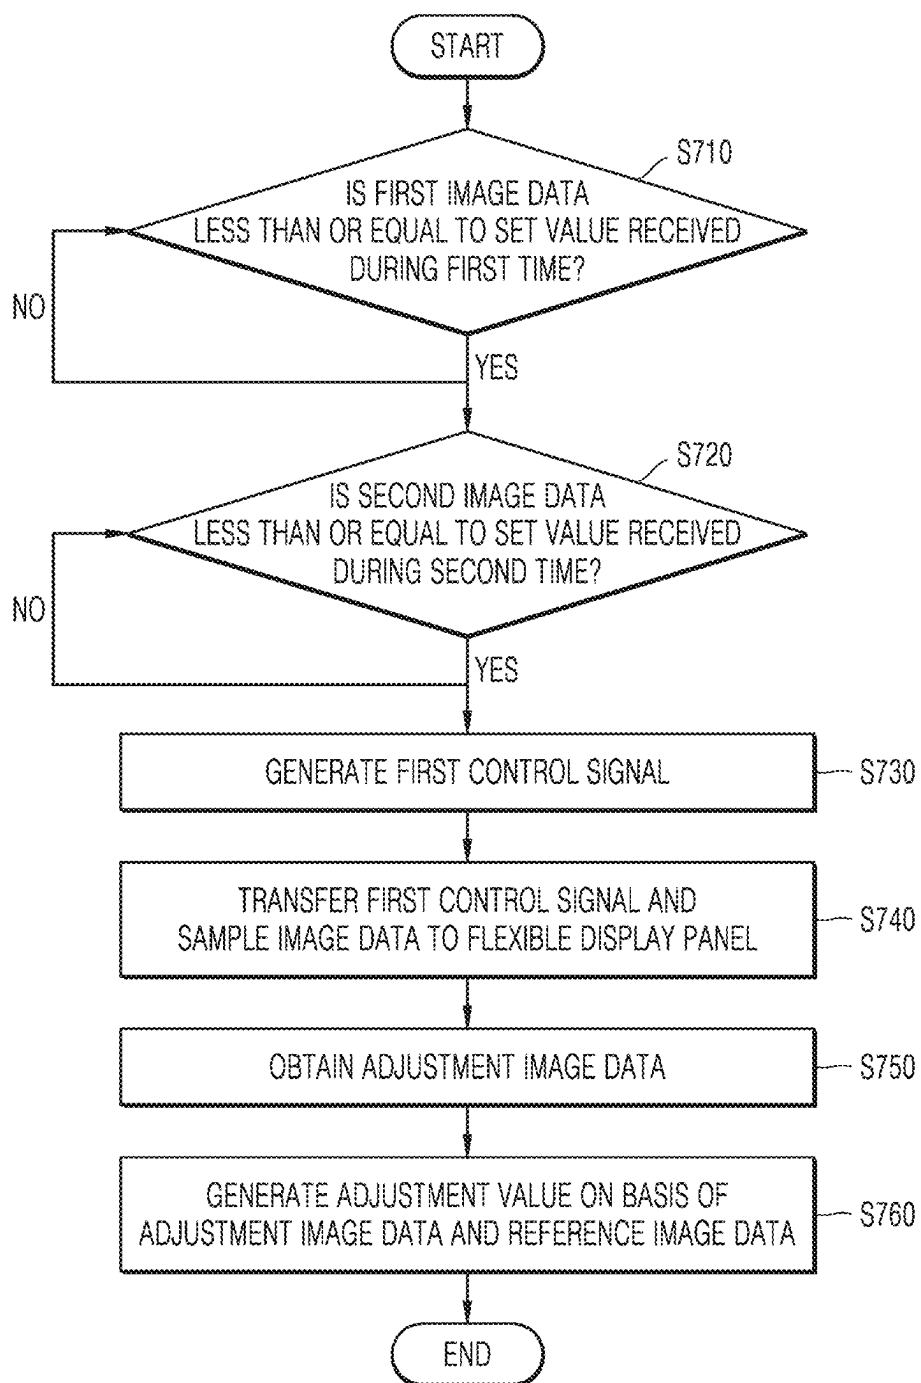 START
S710
IS FIRST IMAGE DATA
LESS THAN OR EQUAL TO SET VALUE RECEIVED
DURING FIRST TIME?
NO
YES
S720
IS SECOND IMAGE DATA
LESS THAN OR EQUAL TO SET VALUE RECEIVED
DURING SECOND TIME?
NO
YES
GENERATE FIRST CONTROL SIGNAL
S730
TRANSFER FIRST CONTROL SIGNAL AND
SAMPLE IMAGE DATA TO FLEXIBLE DISPLAY PANEL
S740
OBTAIN ADJUSTMENT IMAGE DATA
S750
GENERATE ADJUSTMENT VALUE ON BASIS OF
ADJUSTMENT IMAGE DATA AND REFERENCE IMAGE DATA
S760
END